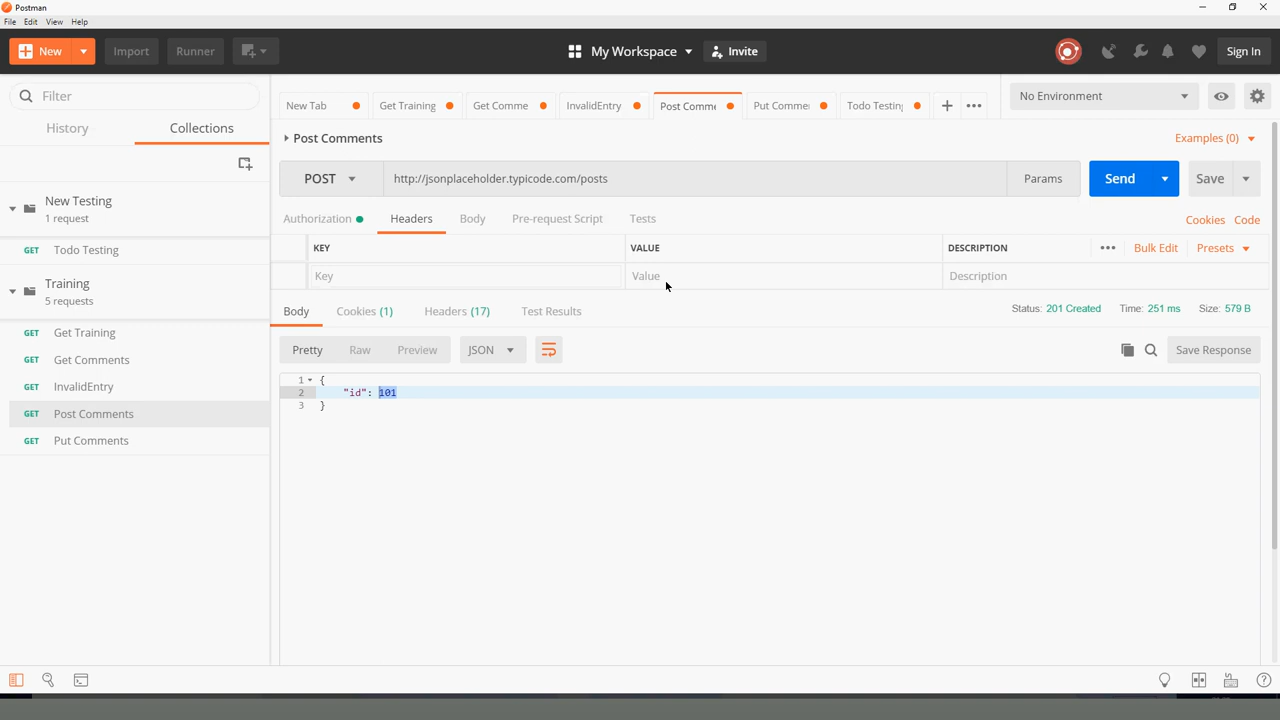 Postman
File Edit View Help
New Import Runner My Workspace Invite Sign In
Filter
History Collections
New Testing
1 request
GET Todo Testing
Training
5 requests
GET Get Training
GET Get Comments
GET InvalidEntry
GET Post Comments
GET Put Comments
New Tab Get Training Get Comme InvalidEntry Post Comme Put Comme Todo Testing ••• No Environment
Post Comments Examples (0)
POST http://jsonplaceholder.typicode.com/posts Params Send Save
Authorization Headers Body Pre-request Script Tests Cookies Code
KEY VALUE DESCRIPTION ••• Bulk Edit Presets
Key Value Description
Body Cookies (1) Headers (17) Test Results Status: 201 Created Time: 251 ms Size: 579 B
Pretty Raw Preview JSON Save Response
1 {
2 "id": 101
3 }